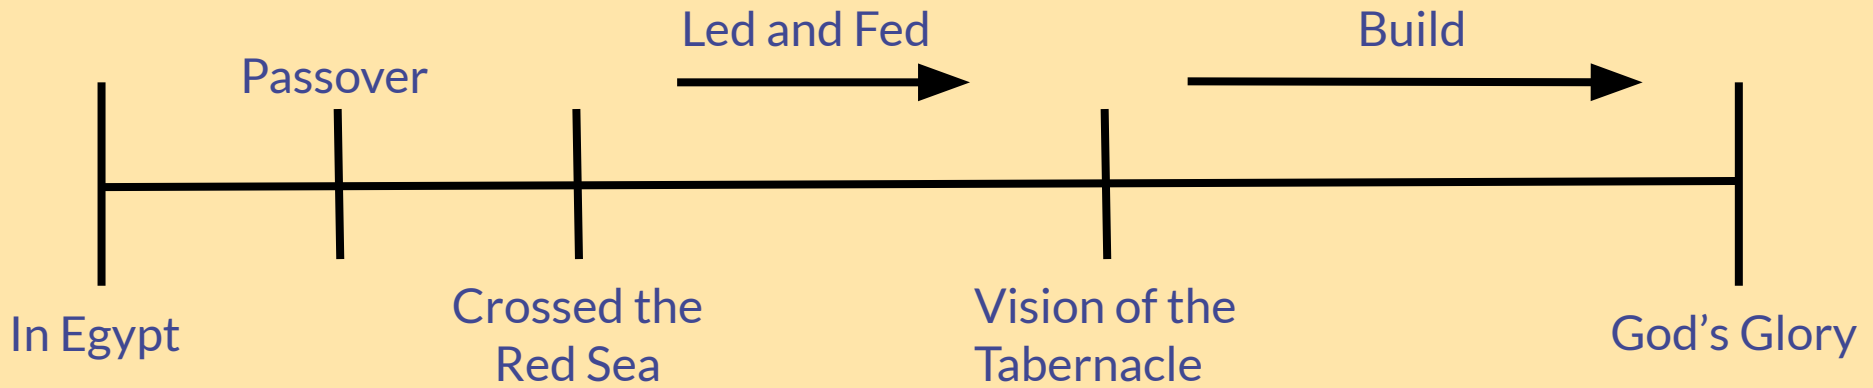 Led and Fed
Build
Passover
In Egypt
Crossed the
Red Sea
Vision of the
Tabernacle
God’s Glory